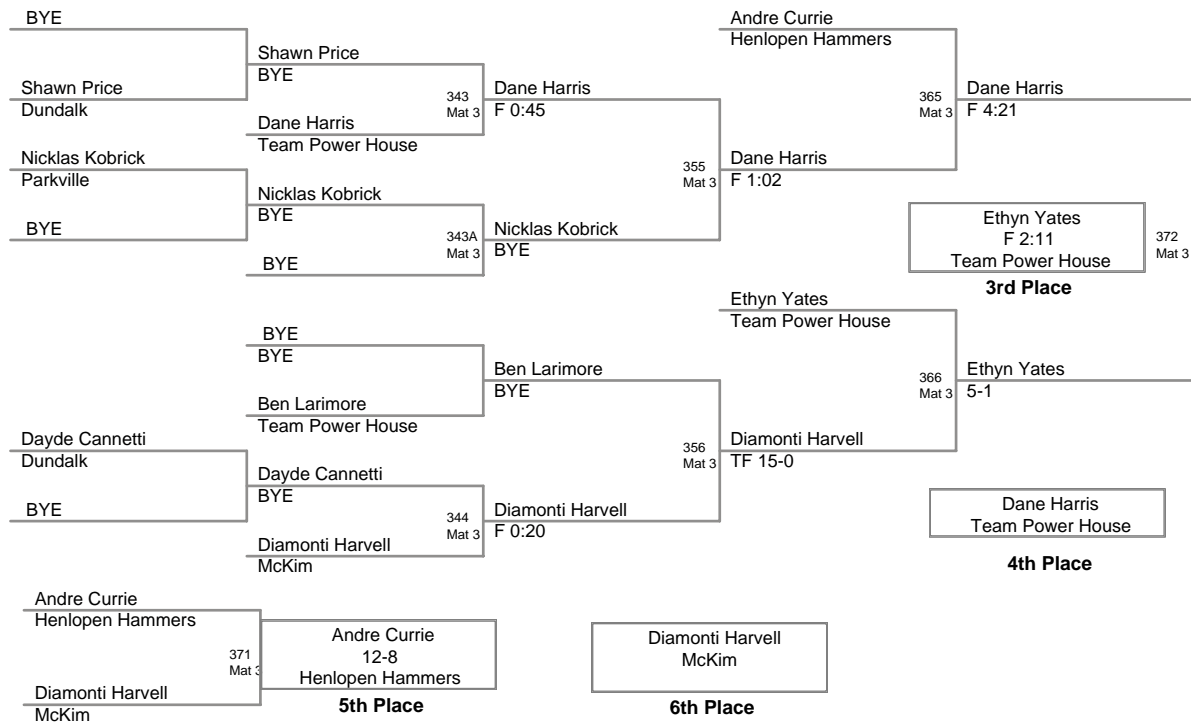 BYE
Shawn Price
BYE
Shawn Price
Dundalk
343
Mat 3
Dane Harris
F 0:45
Dane Harris
Team Power House
Nicklas Kobrick
Parkville
Nicklas Kobrick
BYE
BYE
343A
Mat 3
Nicklas Kobrick
BYE
BYE
355
Mat 3
Dane Harris
F 1:02
Andre Currie
Henlopen Hammers
365
Mat 3
Dane Harris
F 4:21
Ethyn Yates
F 2:11
Team Power House
372
Mat 3
3rd Place
BYE
BYE
Ben Larimore
Team Power House
Ben Larimore
BYE
Dayde Cannetti
Dundalk
Dayde Cannetti
BYE
BYE
344
Mat 3
Diamonti Harvell
F 0:20
Diamonti Harvell
McKim
356
Mat 3
Diamonti Harvell
TF 15-0
Ethyn Yates
Team Power House
366
Mat 3
Ethyn Yates
5-1
Dane Harris
Team Power House
4th Place
Andre Currie
Henlopen Hammers
371
Mat 3
Diamonti Harvell
McKim
Andre Currie
12-8
Henlopen Hammers
5th Place
Diamonti Harvell
McKim
6th Place